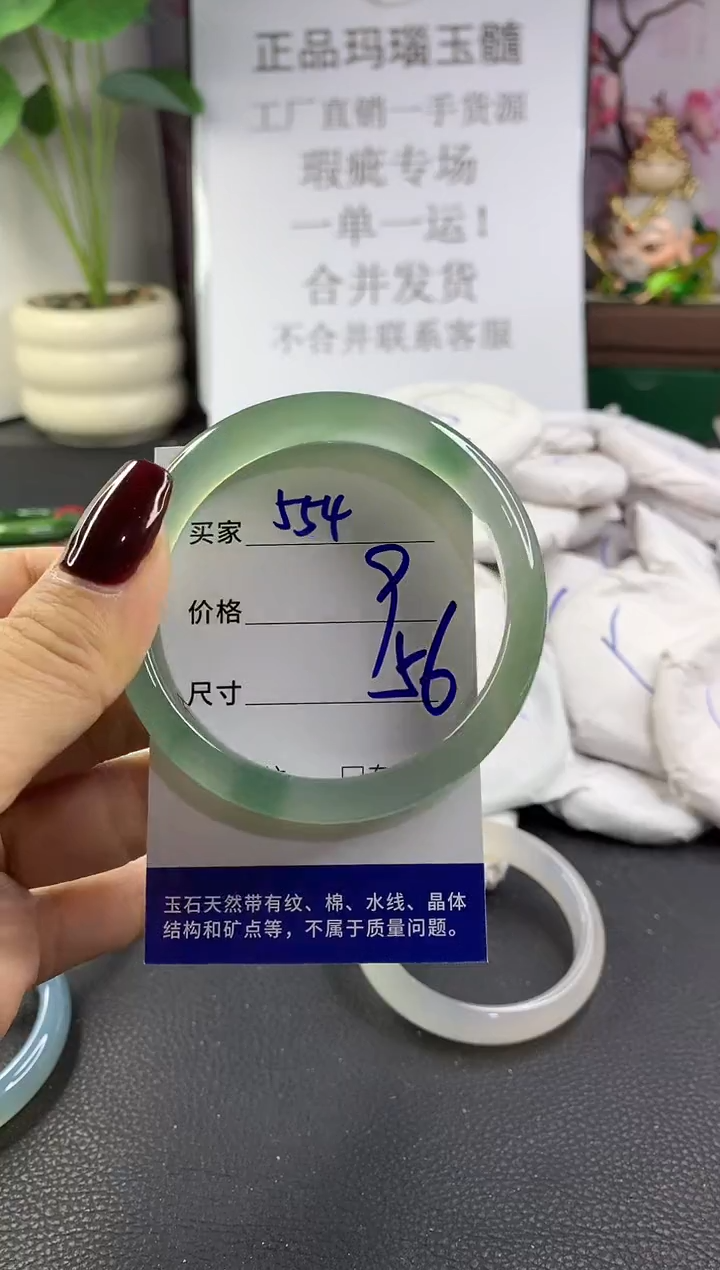 正品玛瑙玉髓
工厂直销一手货源
瑕疵专场
一单一运！
合并发货
不合并联系客服
买家 554
价格 9
尺寸 56
玉石天然带有纹、棉、水线、晶体
结构和矿点等，不属于质量问题。